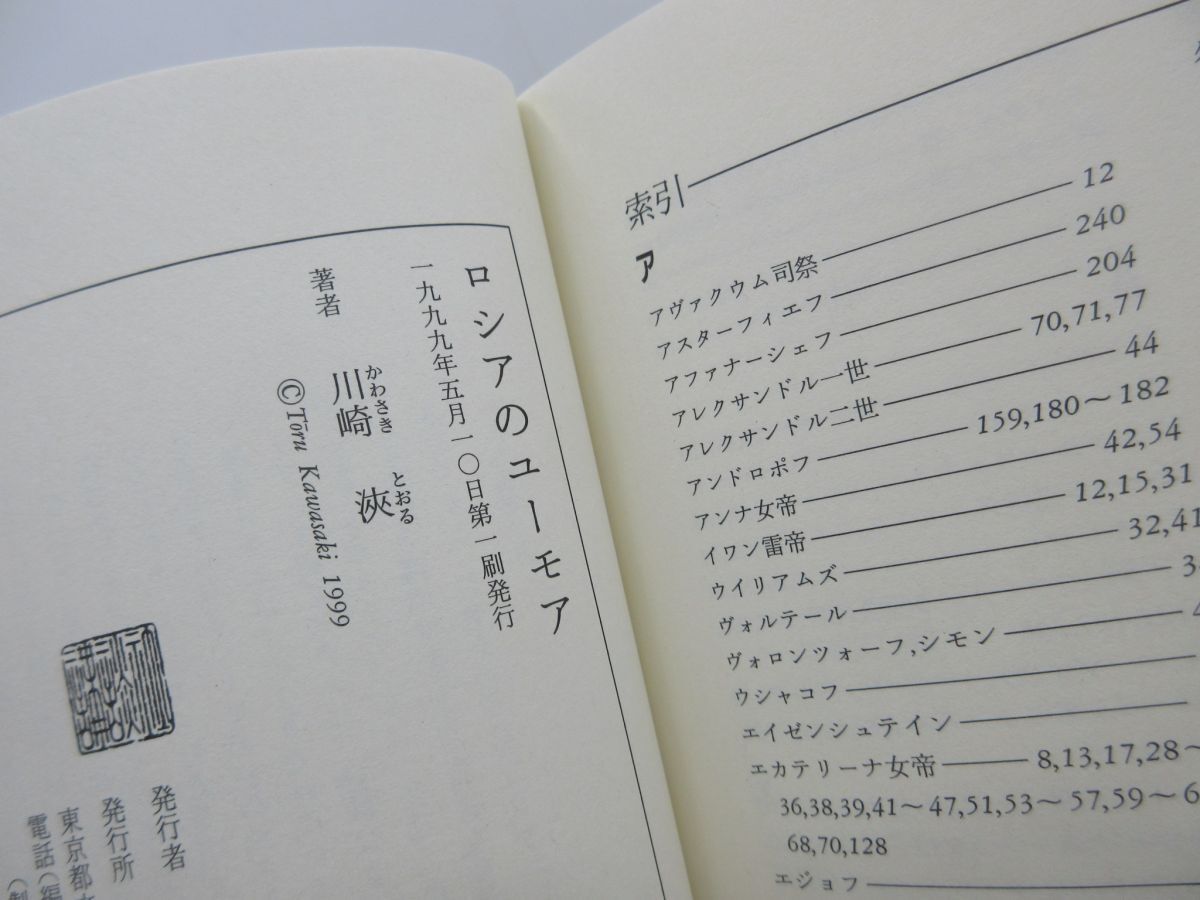 ロシアのユーモア
一九九九年五月一〇日第一刷発行
著者 川崎 浹
かわさき とおる
©Tōru Kawasaki 1999
発行者
発行所
東京都
電話(編
索引
ア
アヴァクウム司祭 12
アスターフィエフ 240
アファナーシェフ 204
アレクサンドル一世 70,71,77
アレクサンドル二世 44
アンドロポフ 159,180〜182
アンナ女帝 42,54
イワン雷帝 12,15,31
ウイリアムズ 32,41
ヴォルテール 3
ヴォロンツォーフ,シモン
ウシャコフ
エイゼンシュテイン
エカテリーナ女帝 8,13,17,28〜
36,38,39,41〜47,51,53〜57,59〜6
68,70,128
エジョフ